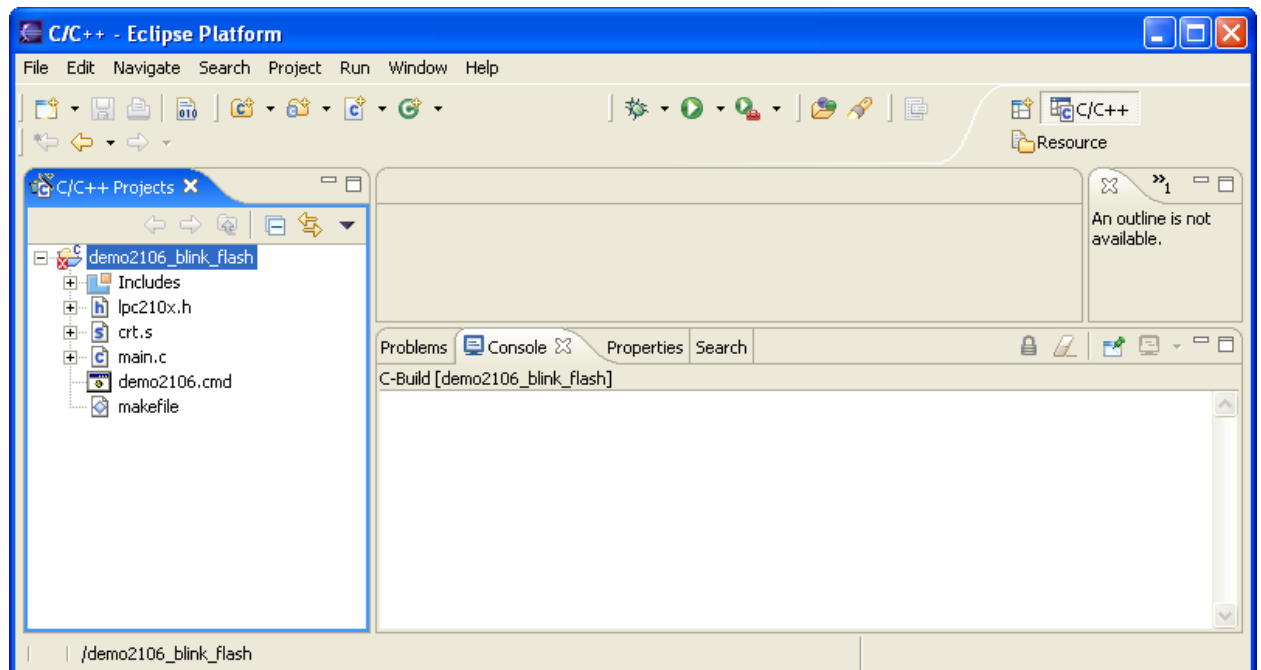 C/C++ - Eclipse Platform
File Edit Navigate Search Project Run Window Help
C/C++
Resource
C/C++ Projects
»1
An outline is not
available.
demo2106_blink_flash
Includes
lpc210x.h
crt.s
main.c
demo2106.cmd
makefile
Problems Console Properties Search
C-Build [demo2106_blink_flash]
/demo2106_blink_flash